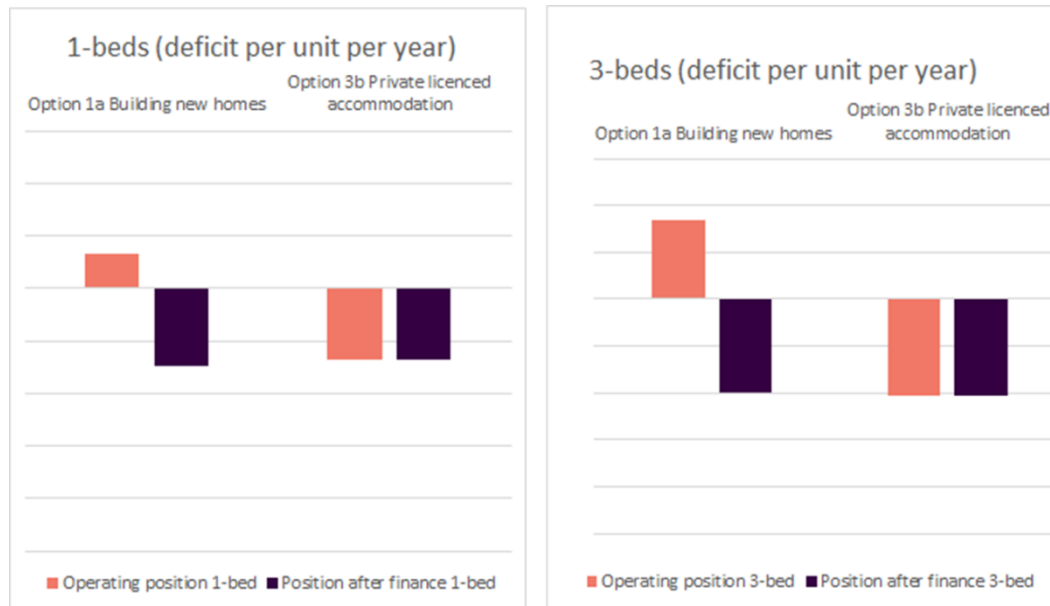 1-beds (deficit per unit per year)
Option 1a Building new homes
Option 3b Private licenced
accommodation
Operating position 1-bed Position after finance 1-bed
3-beds (deficit per unit per year)
Option 1a Building new homes
Option 3b Private licenced
accommodation
Operating position 3-bed Position after finance 3-bed